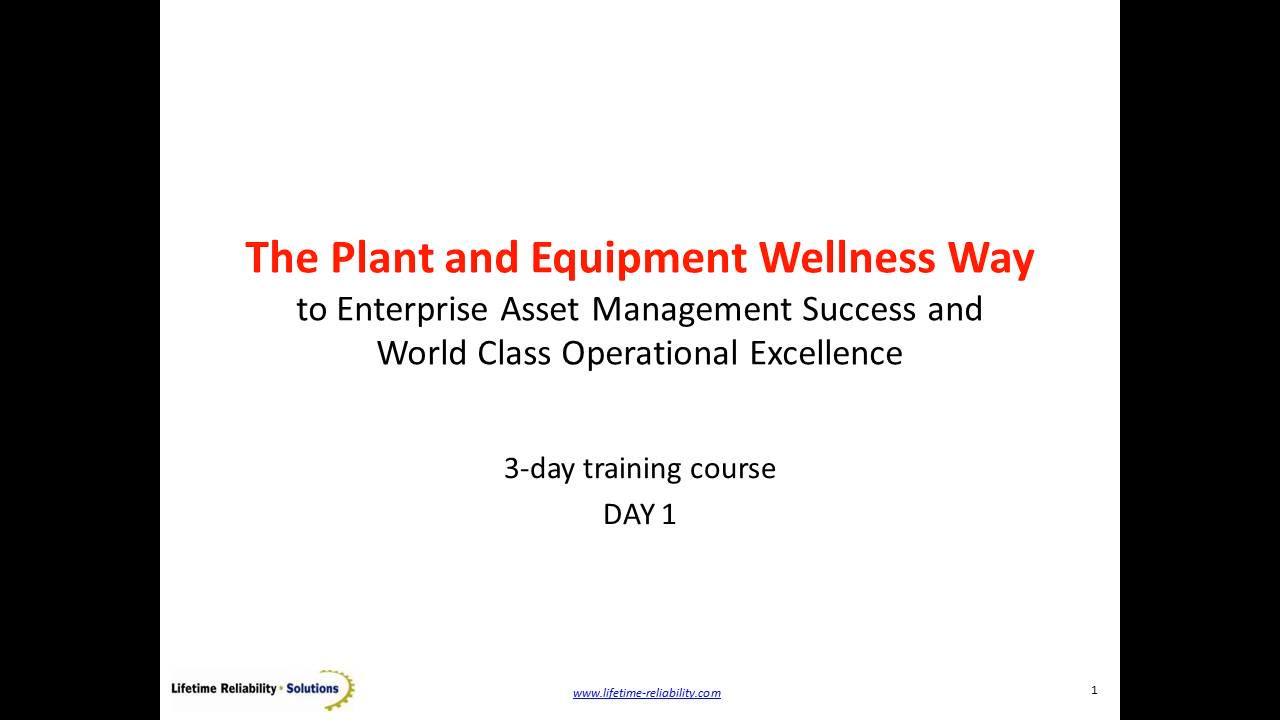 The Plant and Equipment Wellness Way
to Enterprise Asset Management Success and
World Class Operational Excellence
3-day training course
DAY 1
Lifetime Reliability • Solutions
www.lifetime-reliability.com
1